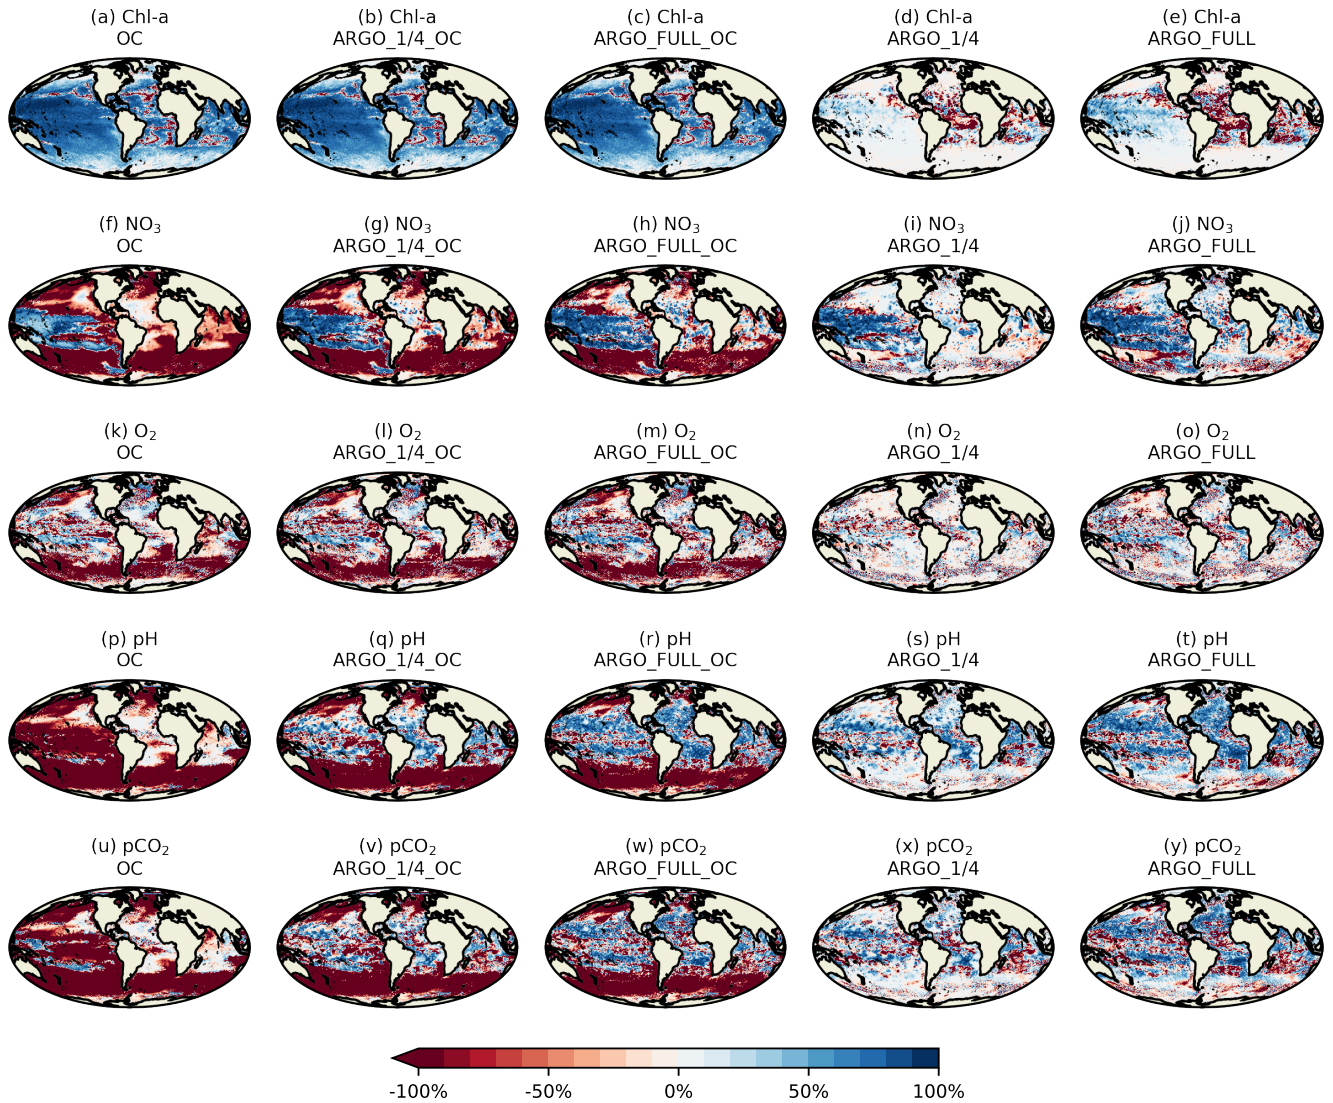 (a) Chl-a
OC
(b) Chl-a
ARGO_1/4_OC
(c) Chl-a
ARGO_FULL_OC
(d) Chl-a
ARGO_1/4
(e) Chl-a
ARGO_FULL
(f) NO₃
OC
(g) NO₃
ARGO_1/4_OC
(h) NO₃
ARGO_FULL_OC
(i) NO₃
ARGO_1/4
(j) NO₃
ARGO_FULL
(k) O₂
OC
(l) O₂
ARGO_1/4_OC
(m) O₂
ARGO_FULL_OC
(n) O₂
ARGO_1/4
(o) O₂
ARGO_FULL
(p) pH
OC
(q) pH
ARGO_1/4_OC
(r) pH
ARGO_FULL_OC
(s) pH
ARGO_1/4
(t) pH
ARGO_FULL
(u) pCO₂
OC
(v) pCO₂
ARGO_1/4_OC
(w) pCO₂
ARGO_FULL_OC
(x) pCO₂
ARGO_1/4
(y) pCO₂
ARGO_FULL
-100% -50% 0% 50% 100%